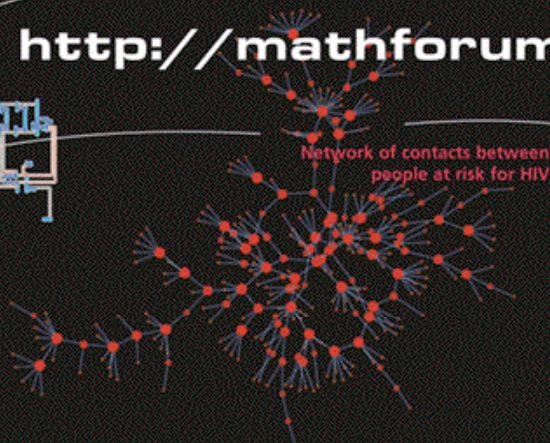 http://mathforum
Network of contacts between
people at risk for HIV